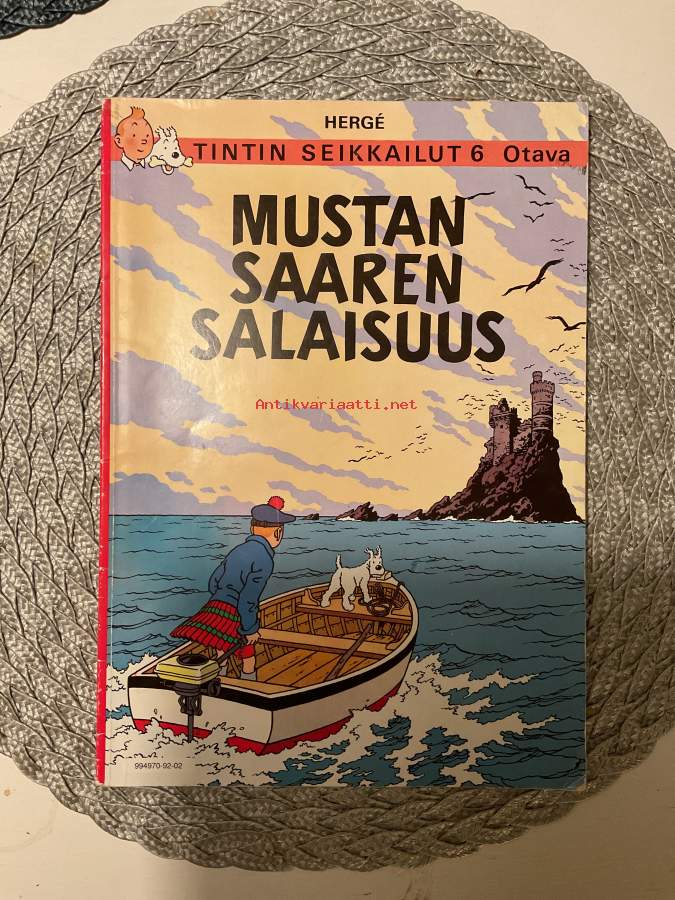 HERGÉ
TINTIN SEIKKAILUT 6 Otava
MUSTAN
SAAREN
SALAISUUS
Antikvariaatti.net
994970-92-02